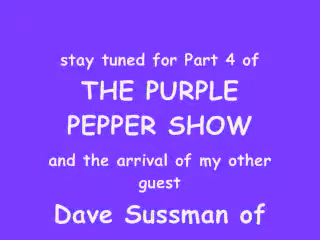 stay tuned for Part 4 of
THE PURPLE
PEPPER SHOW
and the arrival of my other
guest
Dave Sussman of